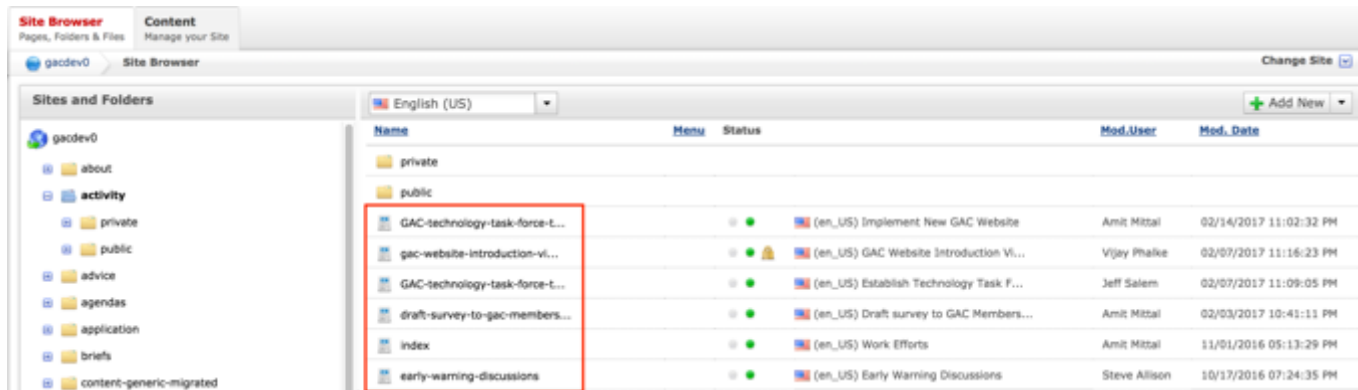 Site Browser
Pages, Folders & Files
Content
Manage your Site
gacdev0
Site Browser
Change Site
Sites and Folders
gacdev0
about
activity
private
public
advice
agendas
application
briefs
content-generic-migrated
English (US)
Add New
Name Menu Status Mod.User Mod. Date
private
public
GAC-technology-task-force-t... (en_US) Implement New GAC Website Amit Mittal 02/14/2017 11:02:32 PM
gac-website-introduction-vi... (en_US) GAC Website Introduction Vi... Vijay Phalke 02/07/2017 11:16:23 PM
GAC-technology-task-force-t... (en_US) Establish Technology Task F... Jeff Salem 02/07/2017 11:09:05 PM
draft-survey-to-gac-members... (en_US) Draft survey to GAC Members... Amit Mittal 02/03/2017 10:41:11 PM
index (en_US) Work Efforts Amit Mittal 11/01/2016 05:13:29 PM
early-warning-discussions (en_US) Early Warning Discussions Steve Allison 10/17/2016 07:24:35 PM